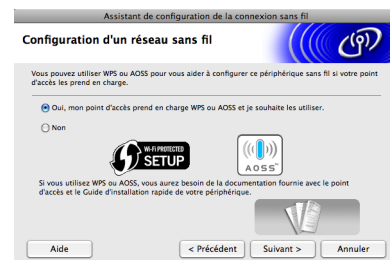 Assistant de configuration de la connexion sans fil
Configuration d'un réseau sans fil
Vous pouvez utiliser WPS ou AOSS pour vous aider à configurer ce périphérique sans fil si votre point
d'accès les prend en charge.
Oui, mon point d'accès prend en charge WPS ou AOSS et je souhaite les utiliser.
Non
WI-FI PROTECTED
SETUP
AOSS™
Si vous utilisez WPS ou AOSS, vous aurez besoin de la documentation fournie avec le point
d'accès et le Guide d'installation rapide de votre périphérique.
Aide
< Précédent
Suivant >
Annuler